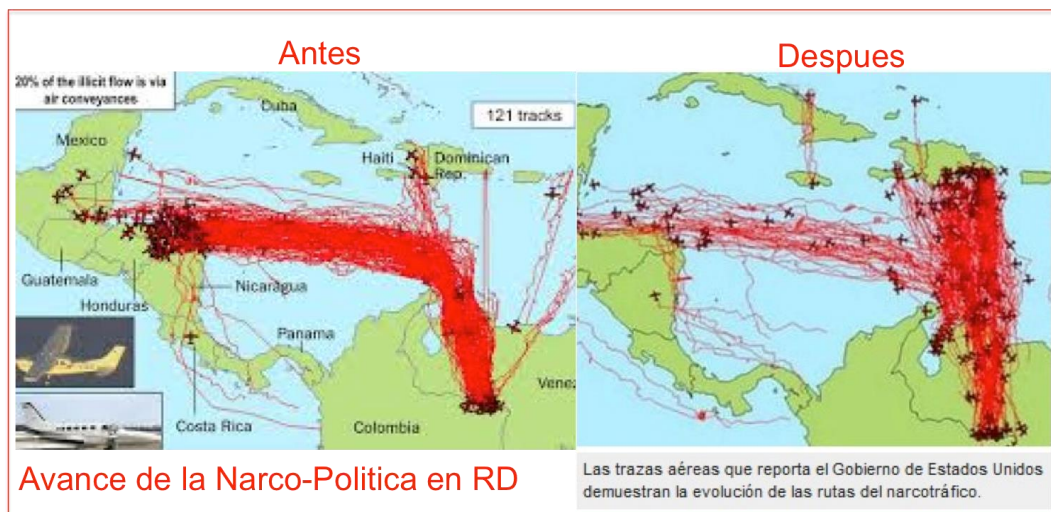 Antes
Despues
20% of the illicit flow is via
air conveyances
121 tracks
Cuba
Mexico
Haiti
Dominican
Rep.
Guatemala
Honduras
Nicaragua
Panama
Costa Rica
Colombia
Venez
Avance de la Narco-Politica en RD
Las trazas aéreas que reporta el Gobierno de Estados Unidos
demuestran la evolución de las rutas del narcotráfico.